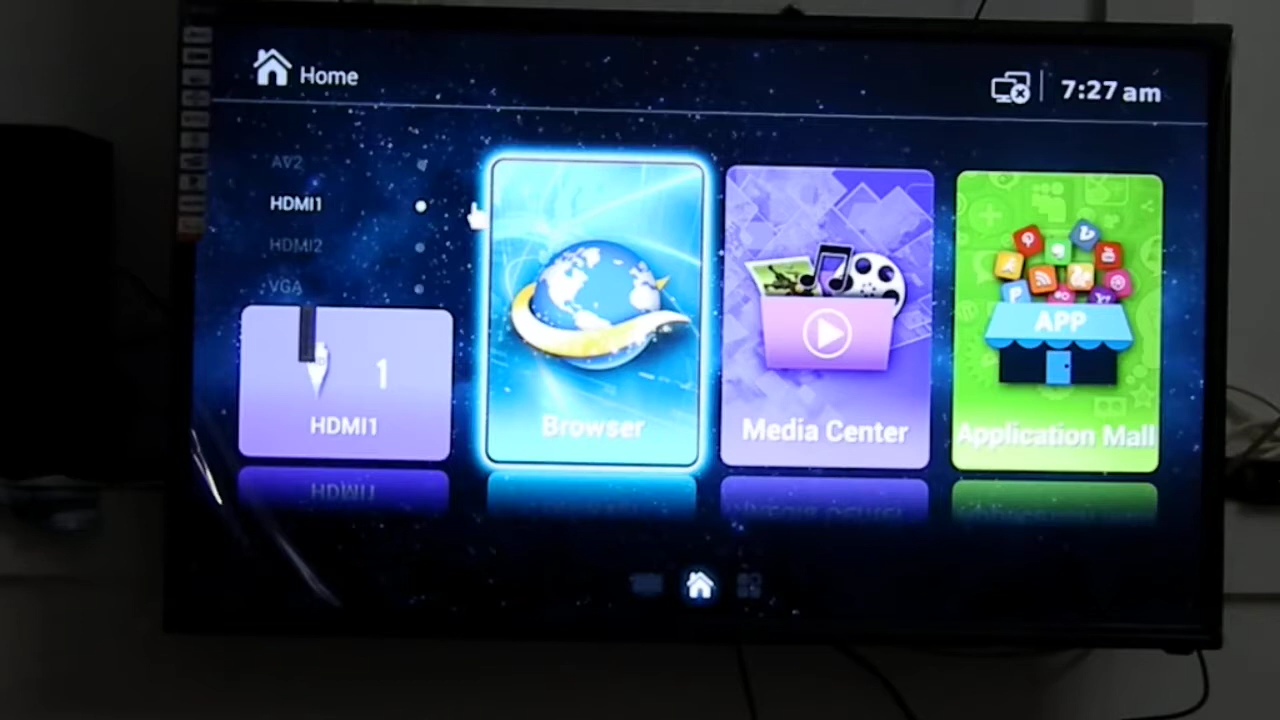 Home
7:27 am
AV2
HDMI1
HDMI2
VGA
1
HDMI1
Browser
Media Center
APP
Application Mall